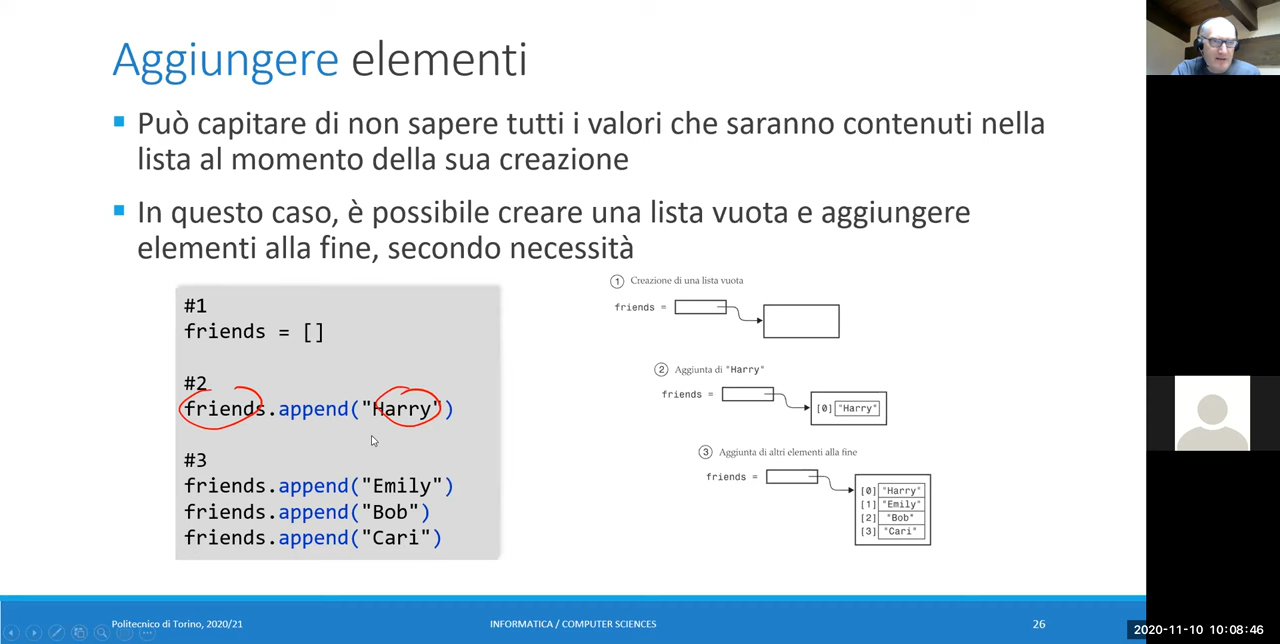 Aggiungere elementi
Può capitare di non sapere tutti i valori che saranno contenuti nella
lista al momento della sua creazione
In questo caso, è possibile creare una lista vuota e aggiungere
elementi alla fine, secondo necessità
#1
friends = []
#2
friends.append("Harry")
#3
friends.append("Emily")
friends.append("Bob")
friends.append("Cari")
1 Creazione di una lista vuota
friends =
2 Aggiunta di "Harry"
friends =
[0] "Harry"
3 Aggiunta di altri elementi alla fine
friends =
[0] "Harry"
[1] "Emily"
[2] "Bob"
[3] "Cari"
Politecnico di Torino, 2020/21
INFORMATICA / COMPUTER SCIENCES
26
2020-11-10 10:08:46